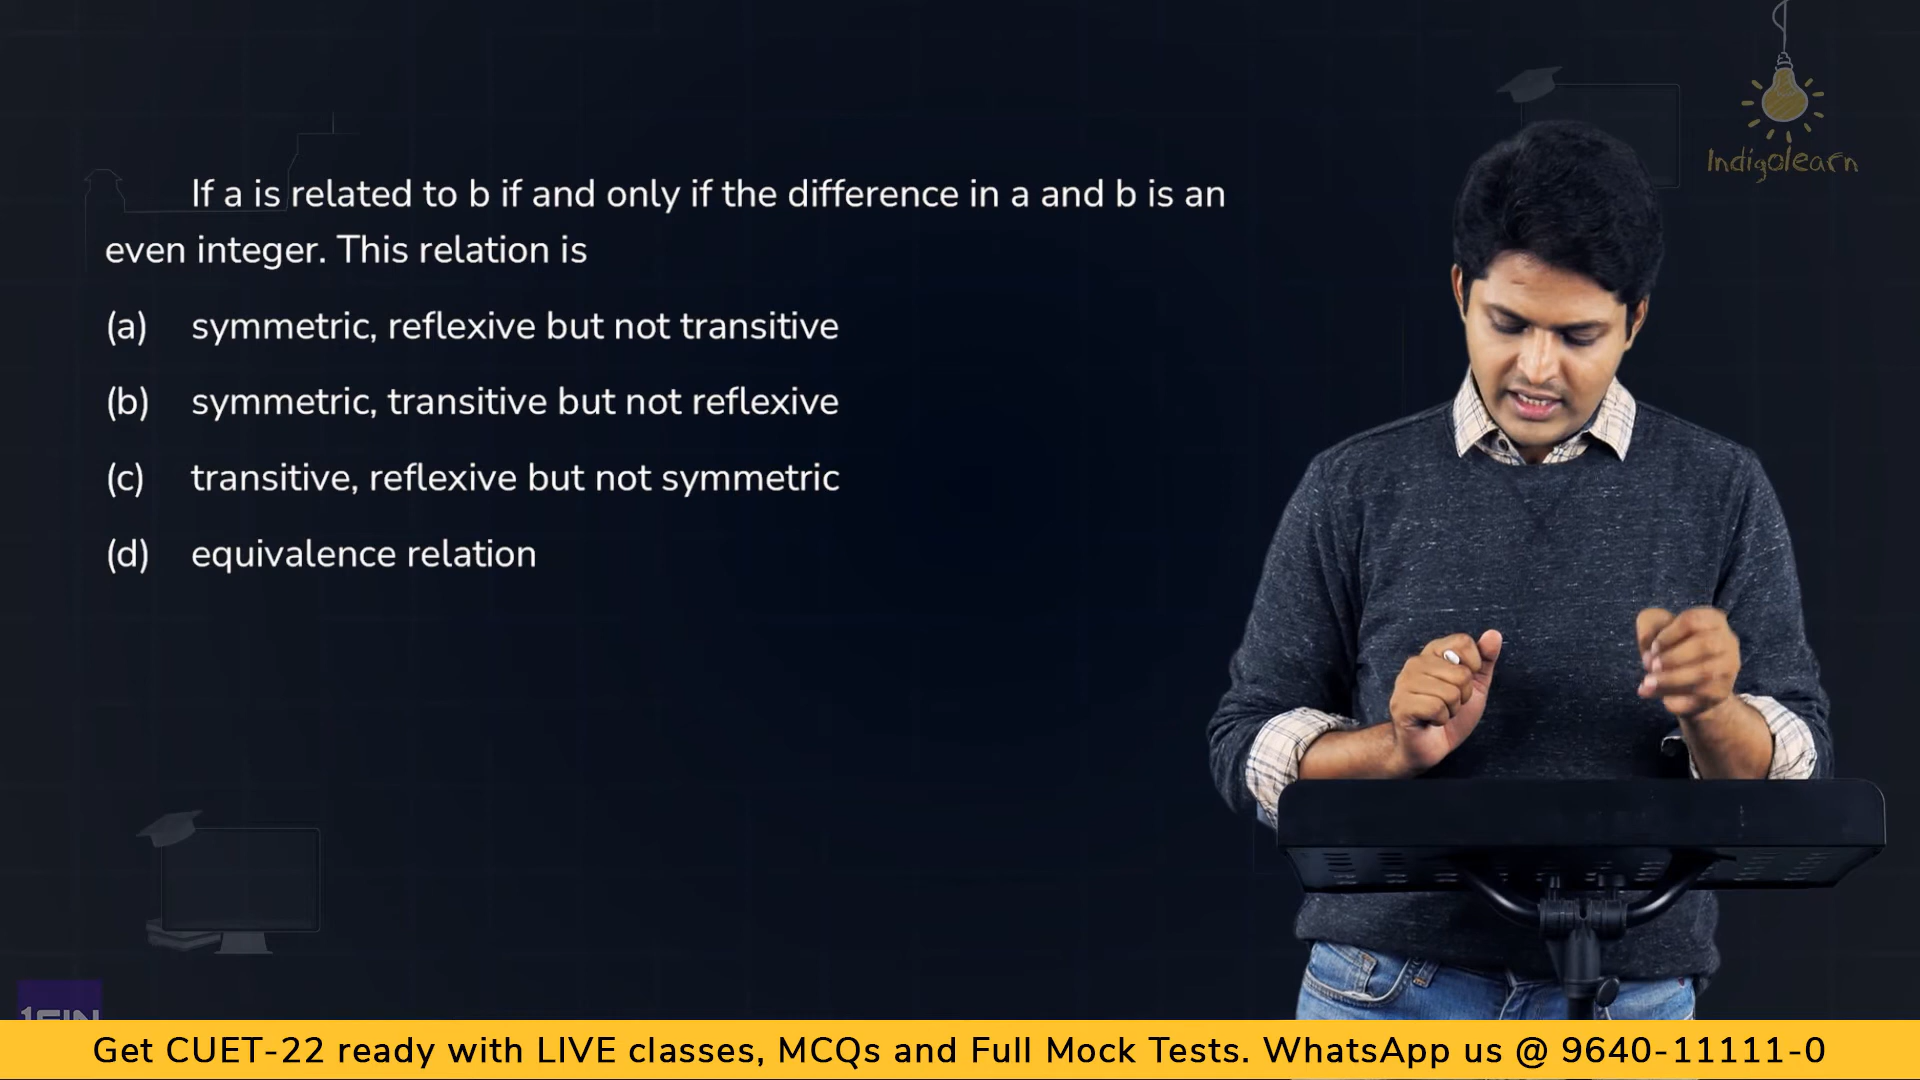 Indigolearn
If a is related to b if and only if the difference in a and b is an
even integer. This relation is
(a) symmetric, reflexive but not transitive
(b) symmetric, transitive but not reflexive
(c) transitive, reflexive but not symmetric
(d) equivalence relation
Get CUET-22 ready with LIVE classes, MCQs and Full Mock Tests. WhatsApp us @ 9640-11111-0